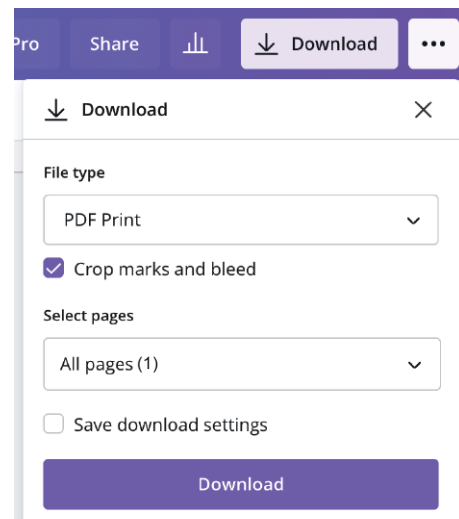 Pro Share Download
Download
File type
PDF Print
Crop marks and bleed
Select pages
All pages (1)
Save download settings
Download